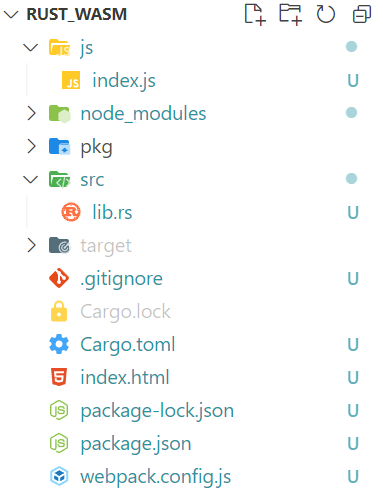 RUST_WASM
js
index.js U
node_modules
pkg
src
lib.rs U
target
.gitignore U
Cargo.lock
Cargo.toml U
index.html U
package-lock.json U
package.json U
webpack.config.js U